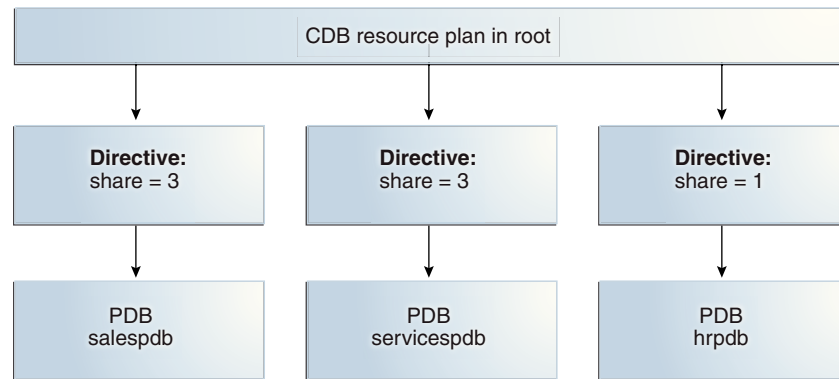 CDB resource plan in root
Directive:
share = 3
Directive:
share = 3
Directive:
share = 1
PDB
salespdb
PDB
servicespdb
PDB
hrpdb